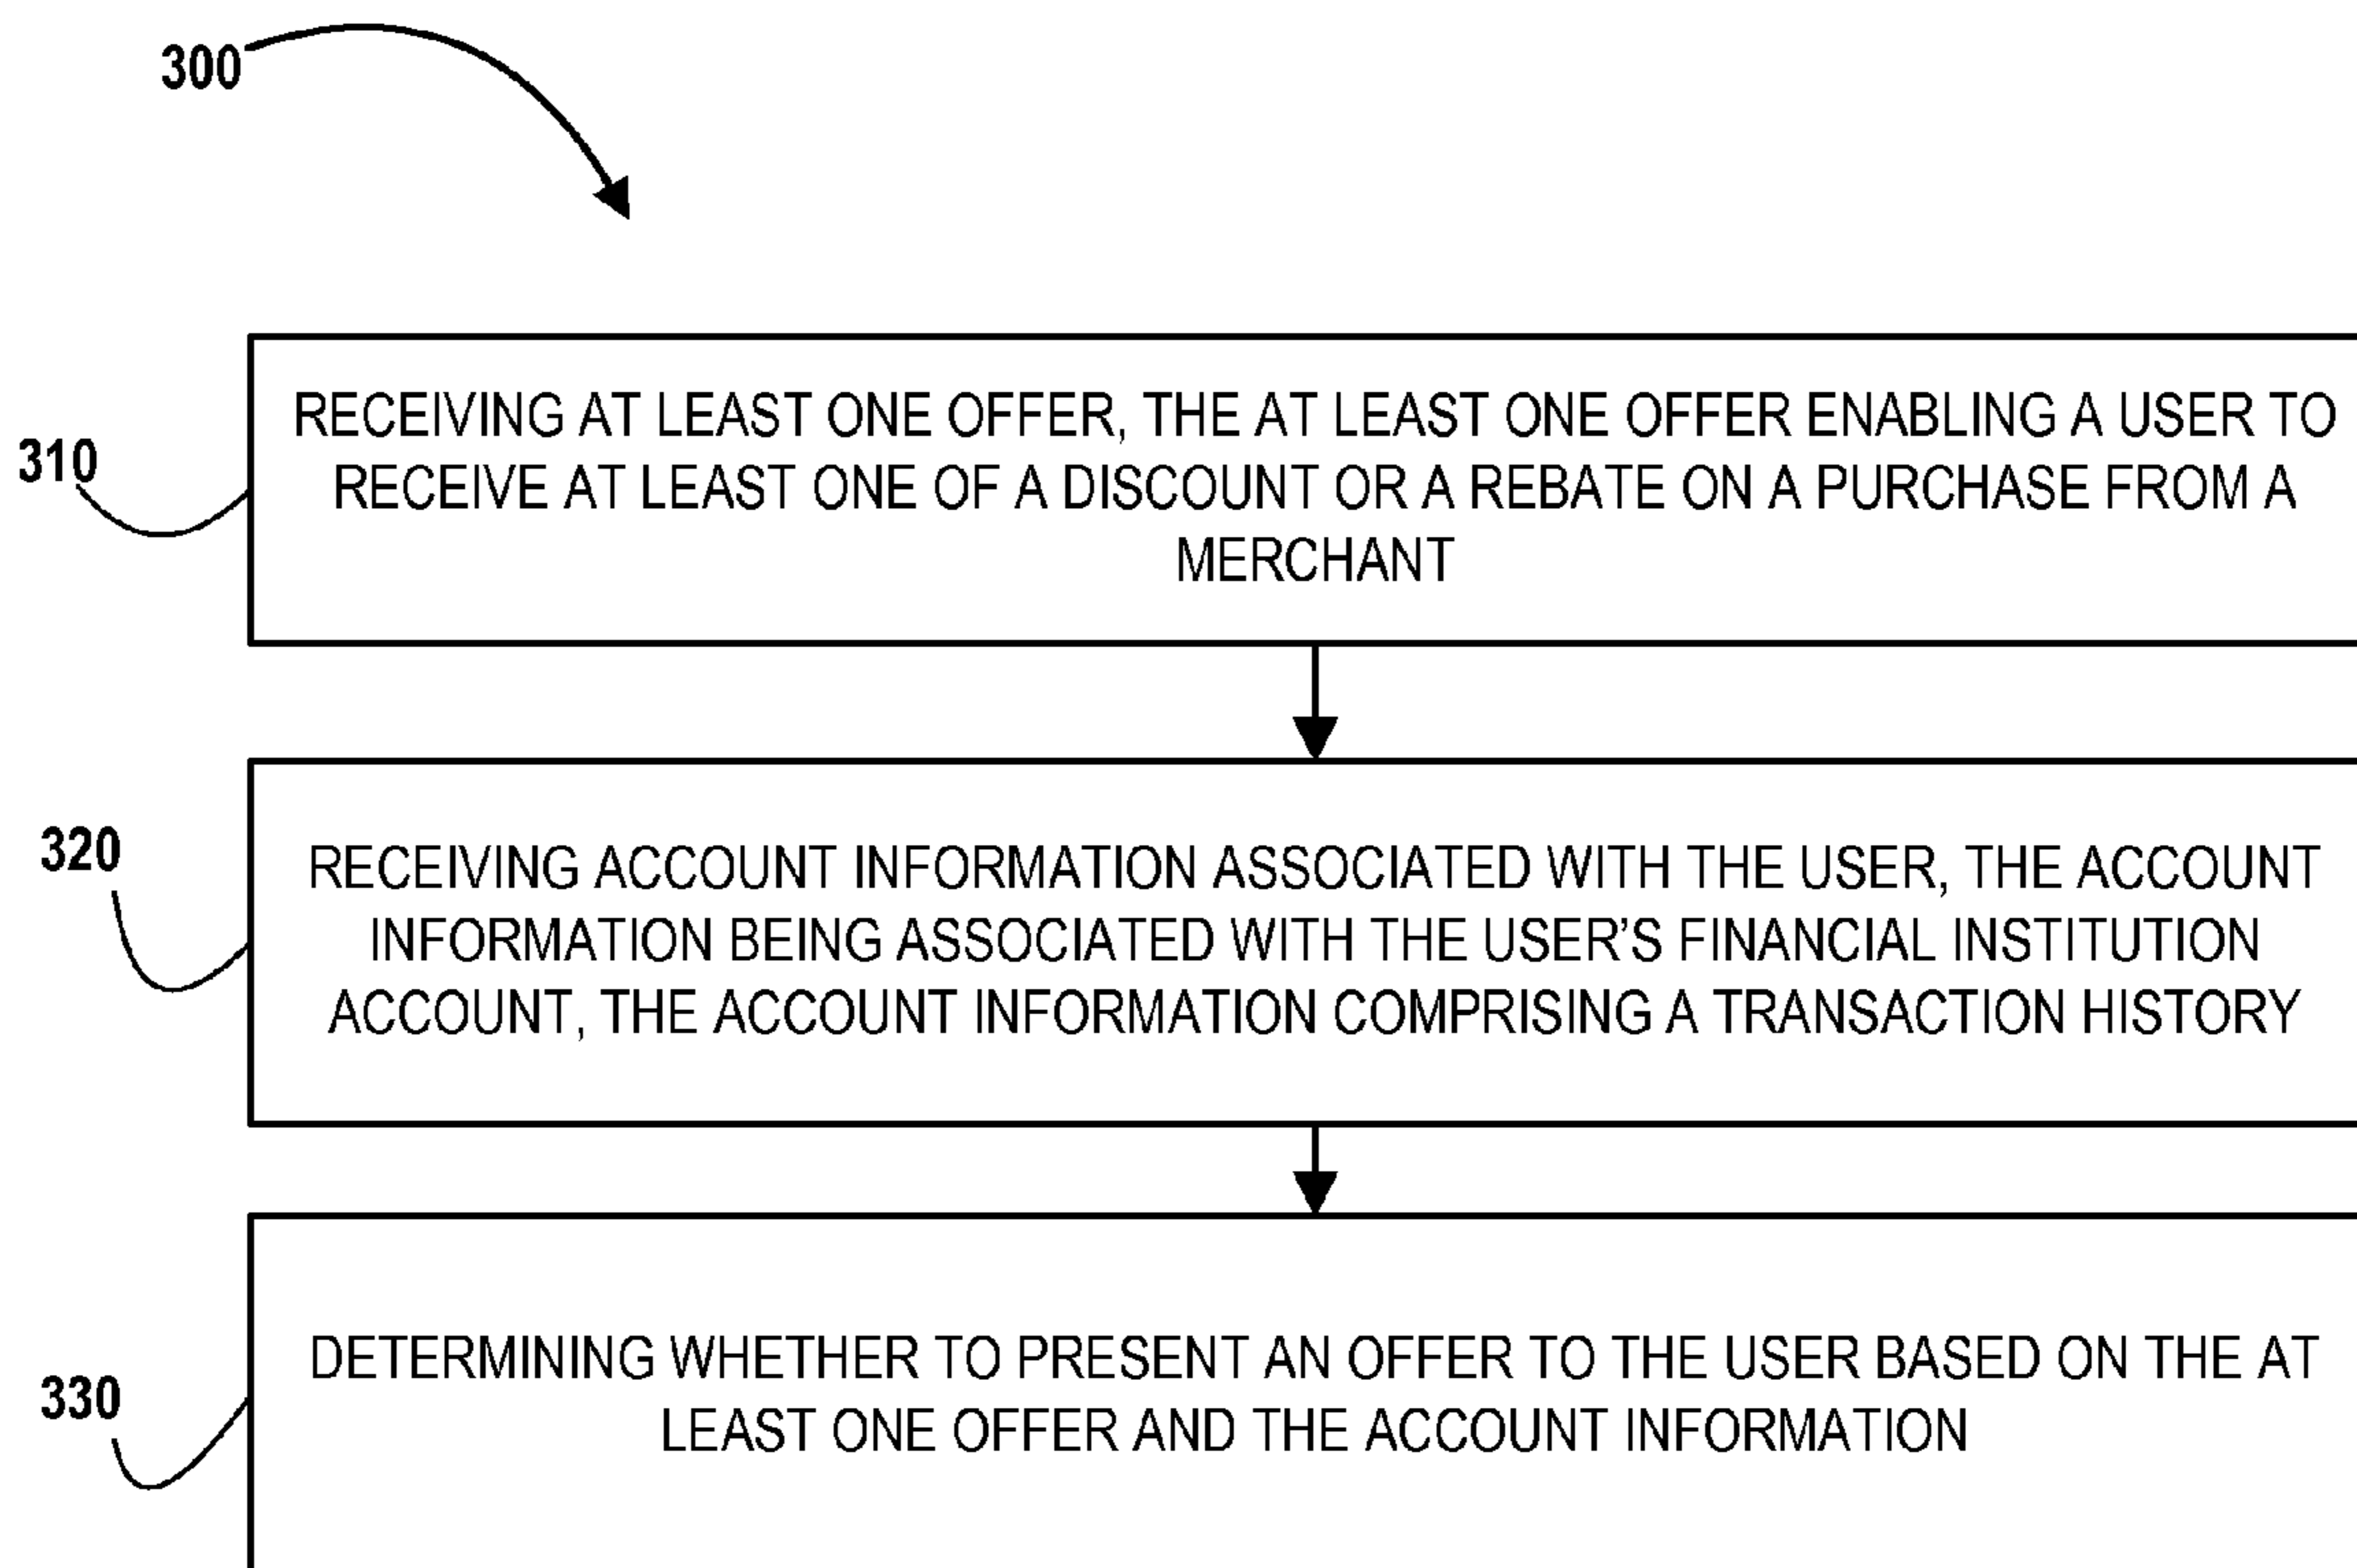 300
310
RECEIVING AT LEAST ONE OFFER, THE AT LEAST ONE OFFER ENABLING A USER TO
RECEIVE AT LEAST ONE OF A DISCOUNT OR A REBATE ON A PURCHASE FROM A
MERCHANT
320
RECEIVING ACCOUNT INFORMATION ASSOCIATED WITH THE USER, THE ACCOUNT
INFORMATION BEING ASSOCIATED WITH THE USER’S FINANCIAL INSTITUTION
ACCOUNT, THE ACCOUNT INFORMATION COMPRISING A TRANSACTION HISTORY
330
DETERMINING WHETHER TO PRESENT AN OFFER TO THE USER BASED ON THE AT
LEAST ONE OFFER AND THE ACCOUNT INFORMATION